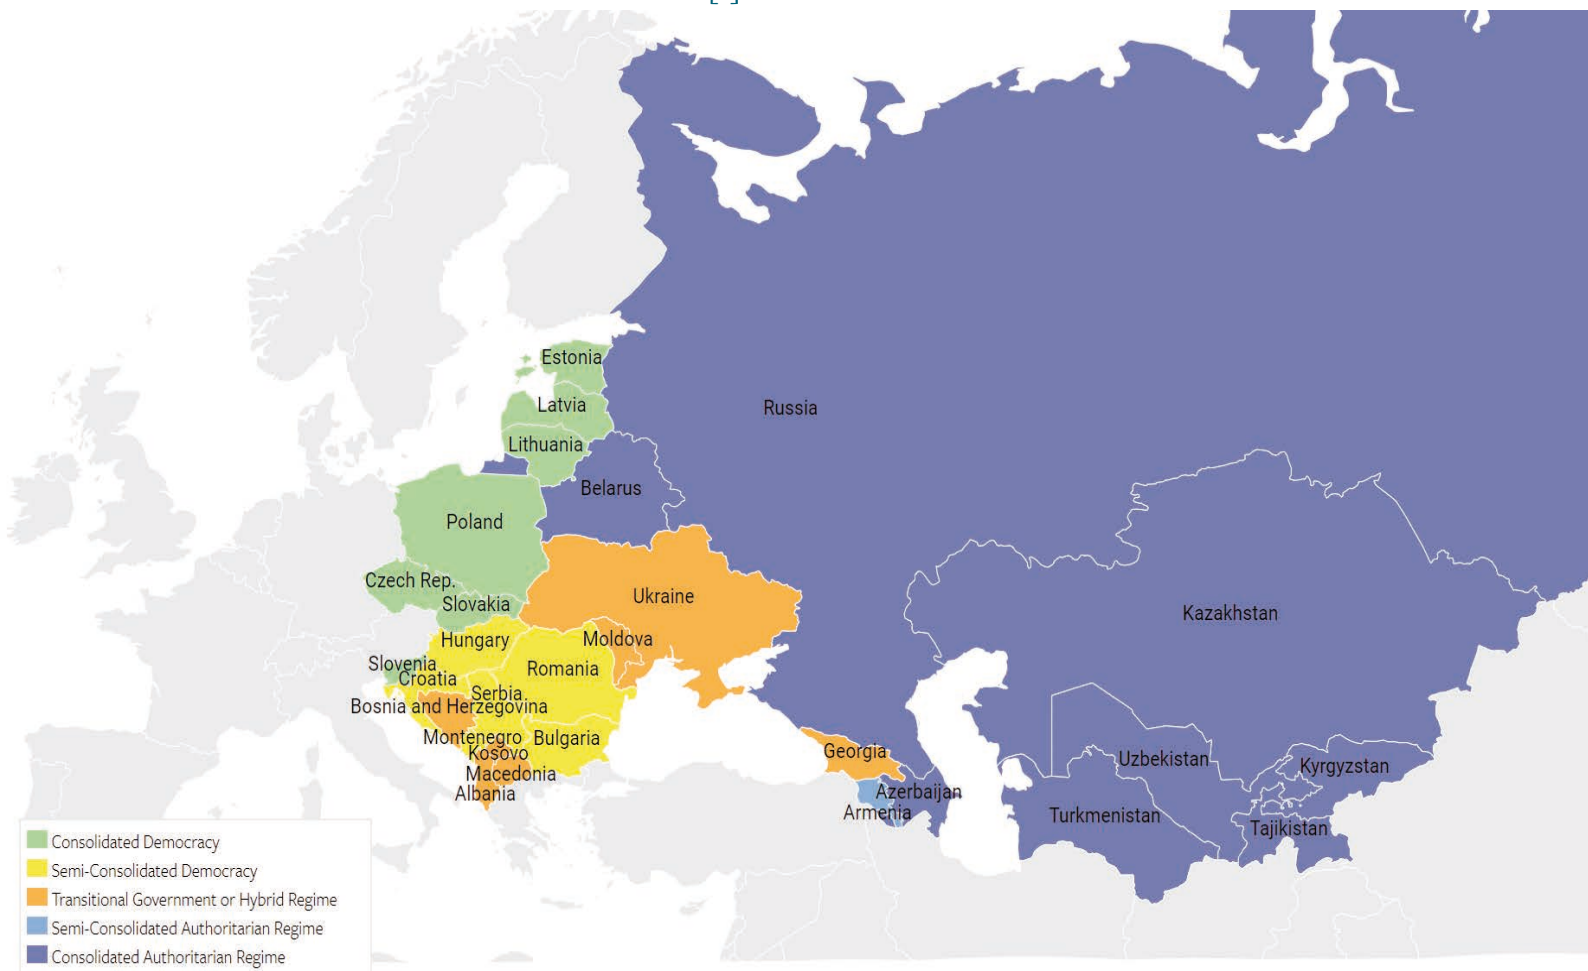 Estonia
Latvia
Lithuania
Russia
Belarus
Poland
Czech Rep.
Slovakia
Ukraine
Kazakhstan
Hungary
Moldova
Slovenia
Romania
Croatia
Serbia
Bosnia and Herzegovina
Montenegro
Bulgaria
Kosovo
Georgia
Uzbekistan
Kyrgyzstan
Macedonia
Albania
Azerbaijan
Armenia
Turkmenistan
Tajikistan
Consolidated Democracy
Semi-Consolidated Democracy
Transitional Government or Hybrid Regime
Semi-Consolidated Authoritarian Regime
Consolidated Authoritarian Regime